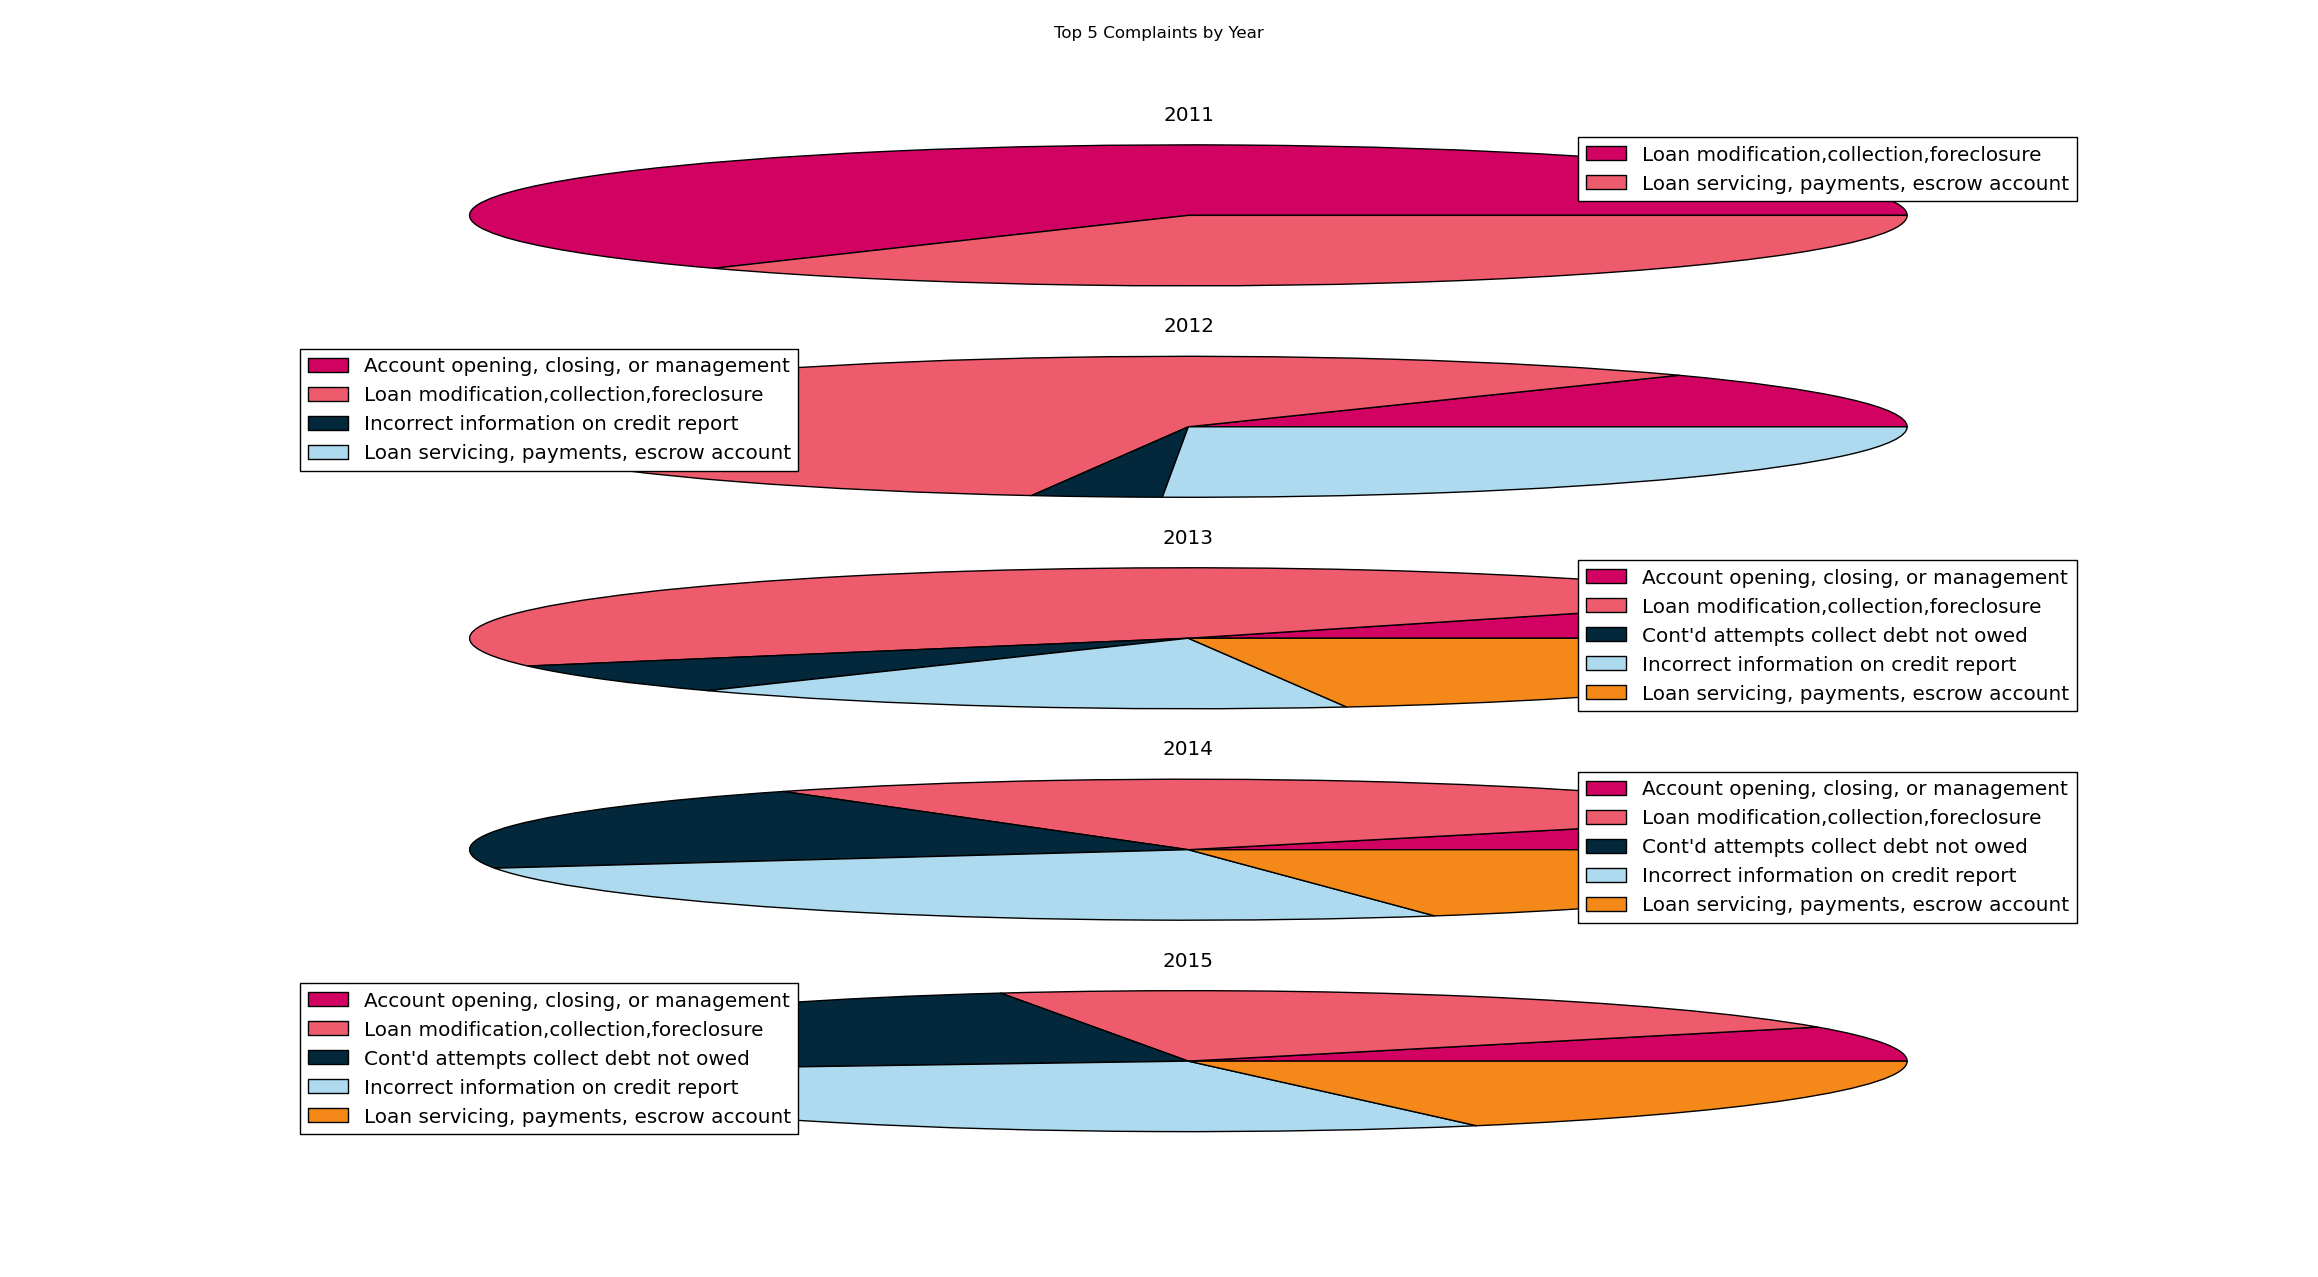 Top 5 Complaints by Year
2011
Loan modification,collection,foreclosure
Loan servicing, payments, escrow account
2012
Account opening, closing, or management
Loan modification,collection,foreclosure
Incorrect information on credit report
Loan servicing, payments, escrow account
2013
Account opening, closing, or management
Loan modification,collection,foreclosure
Cont'd attempts collect debt not owed
Incorrect information on credit report
Loan servicing, payments, escrow account
2014
Account opening, closing, or management
Loan modification,collection,foreclosure
Cont'd attempts collect debt not owed
Incorrect information on credit report
Loan servicing, payments, escrow account
2015
Account opening, closing, or management
Loan modification,collection,foreclosure
Cont'd attempts collect debt not owed
Incorrect information on credit report
Loan servicing, payments, escrow account